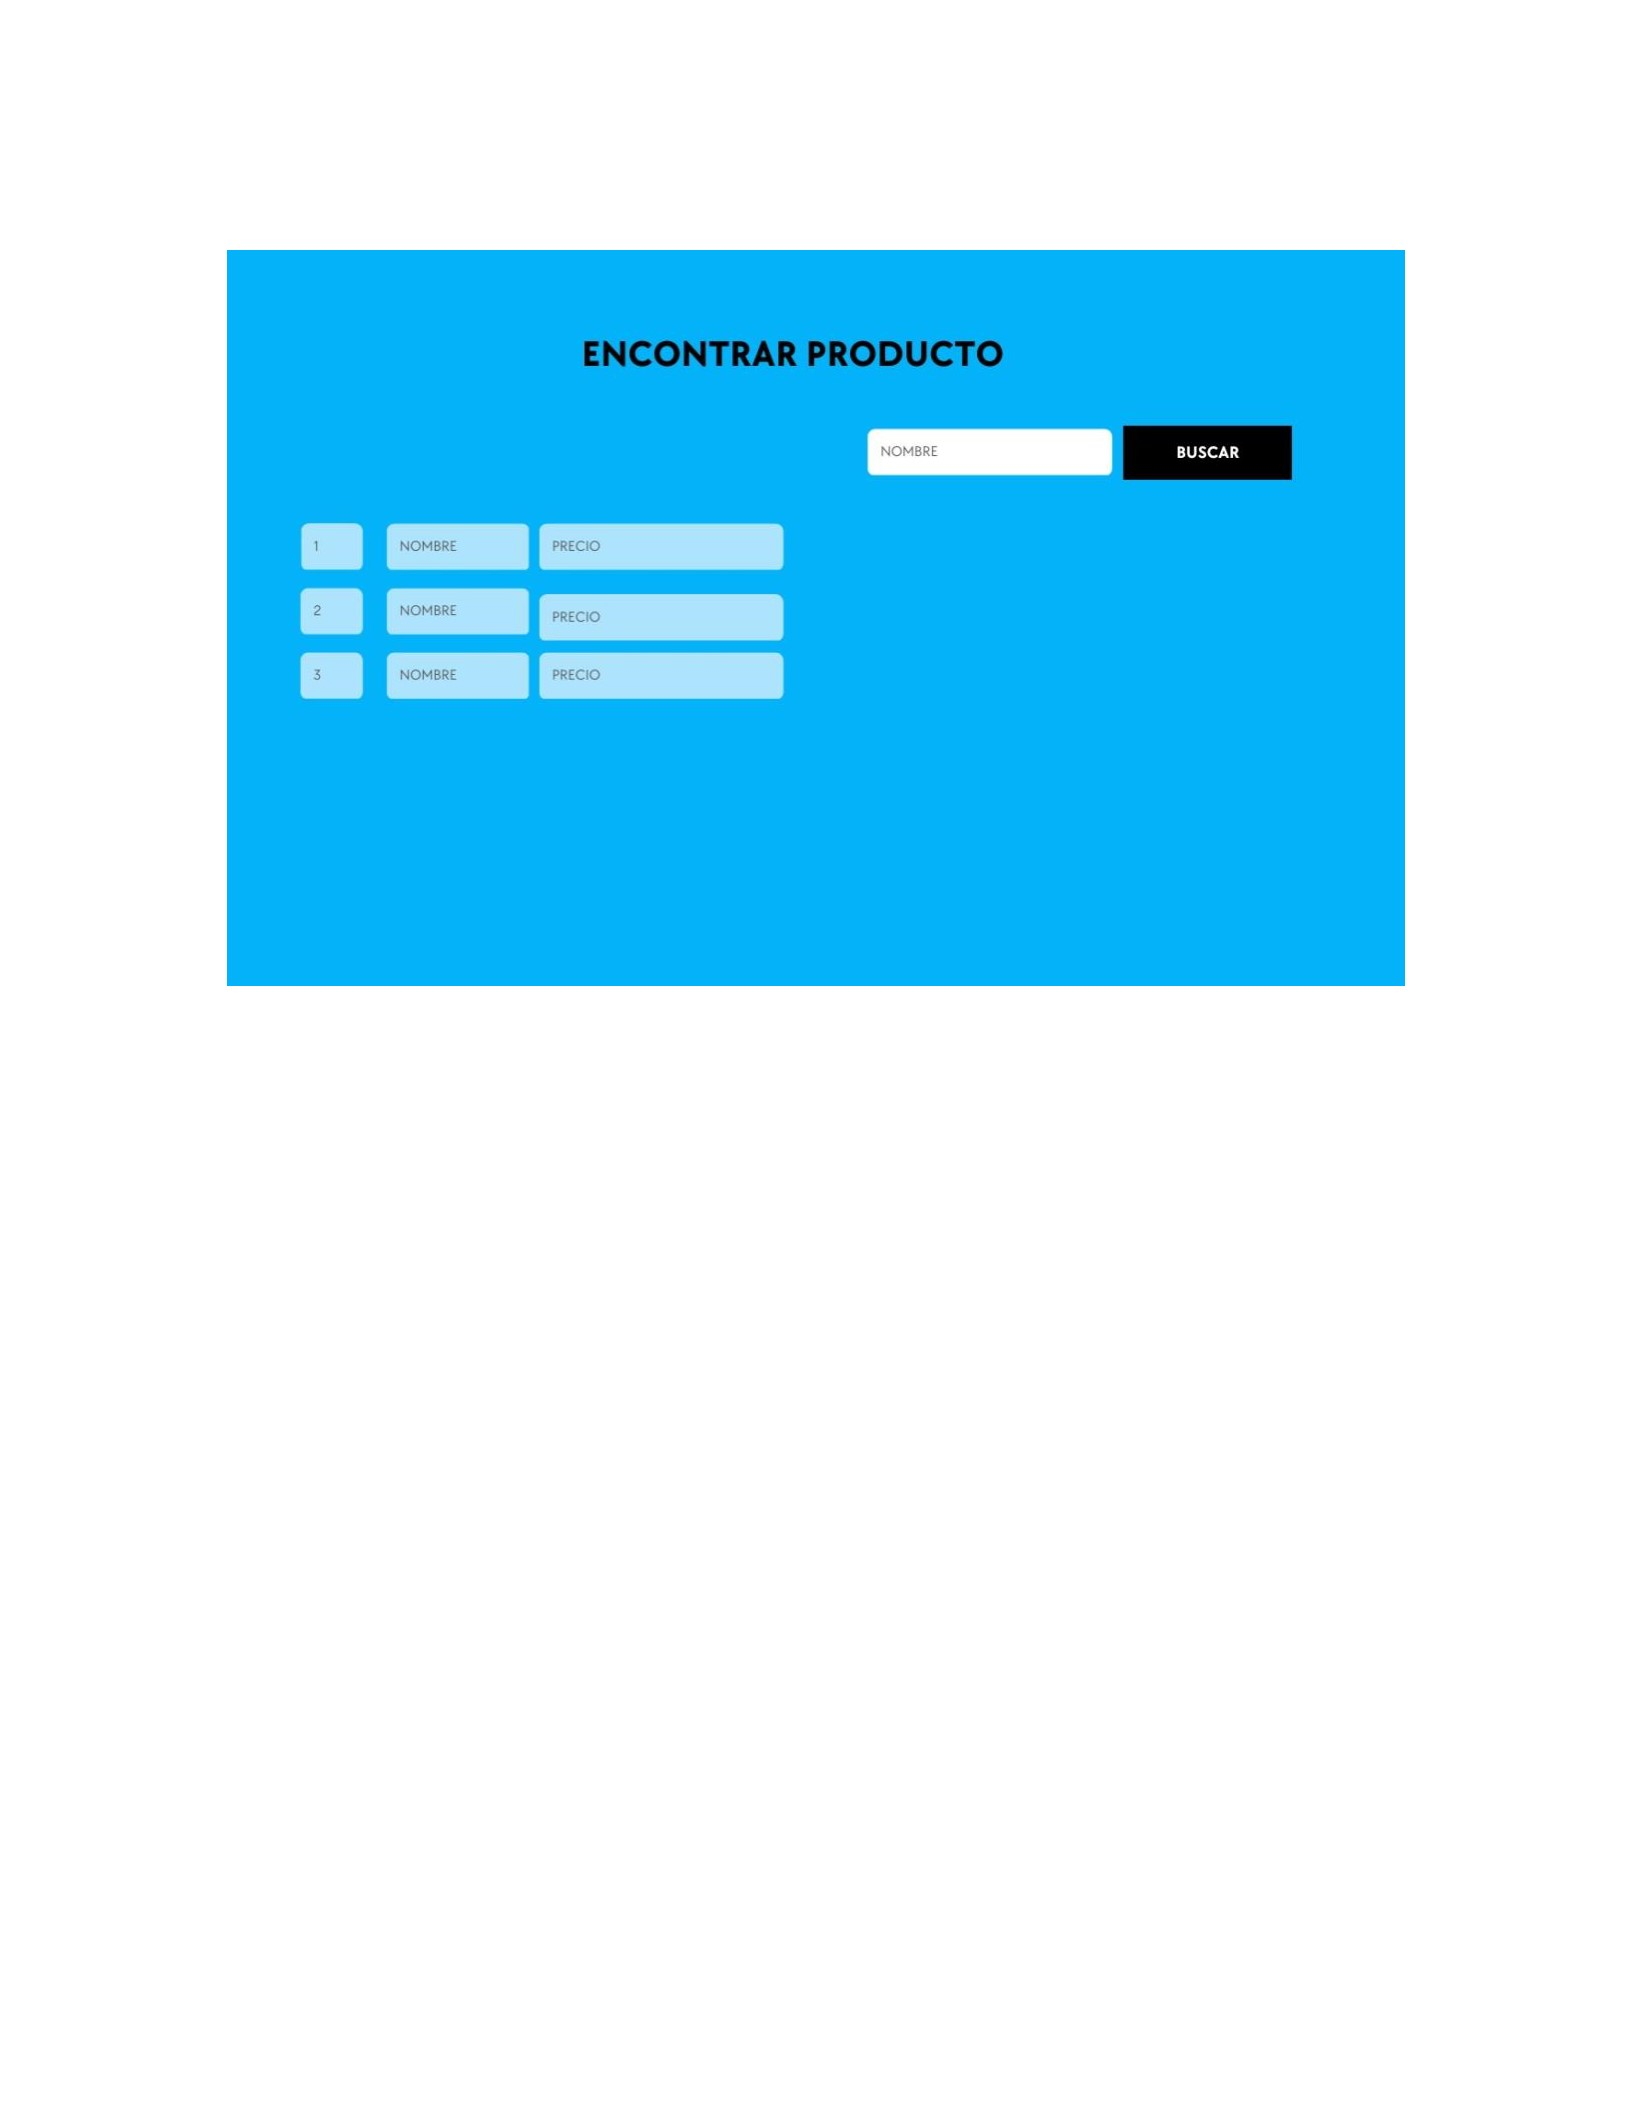 ENCONTRAR PRODUCTO
NOMBRE BUSCAR
1 NOMBRE PRECIO
2 NOMBRE PRECIO
3 NOMBRE PRECIO